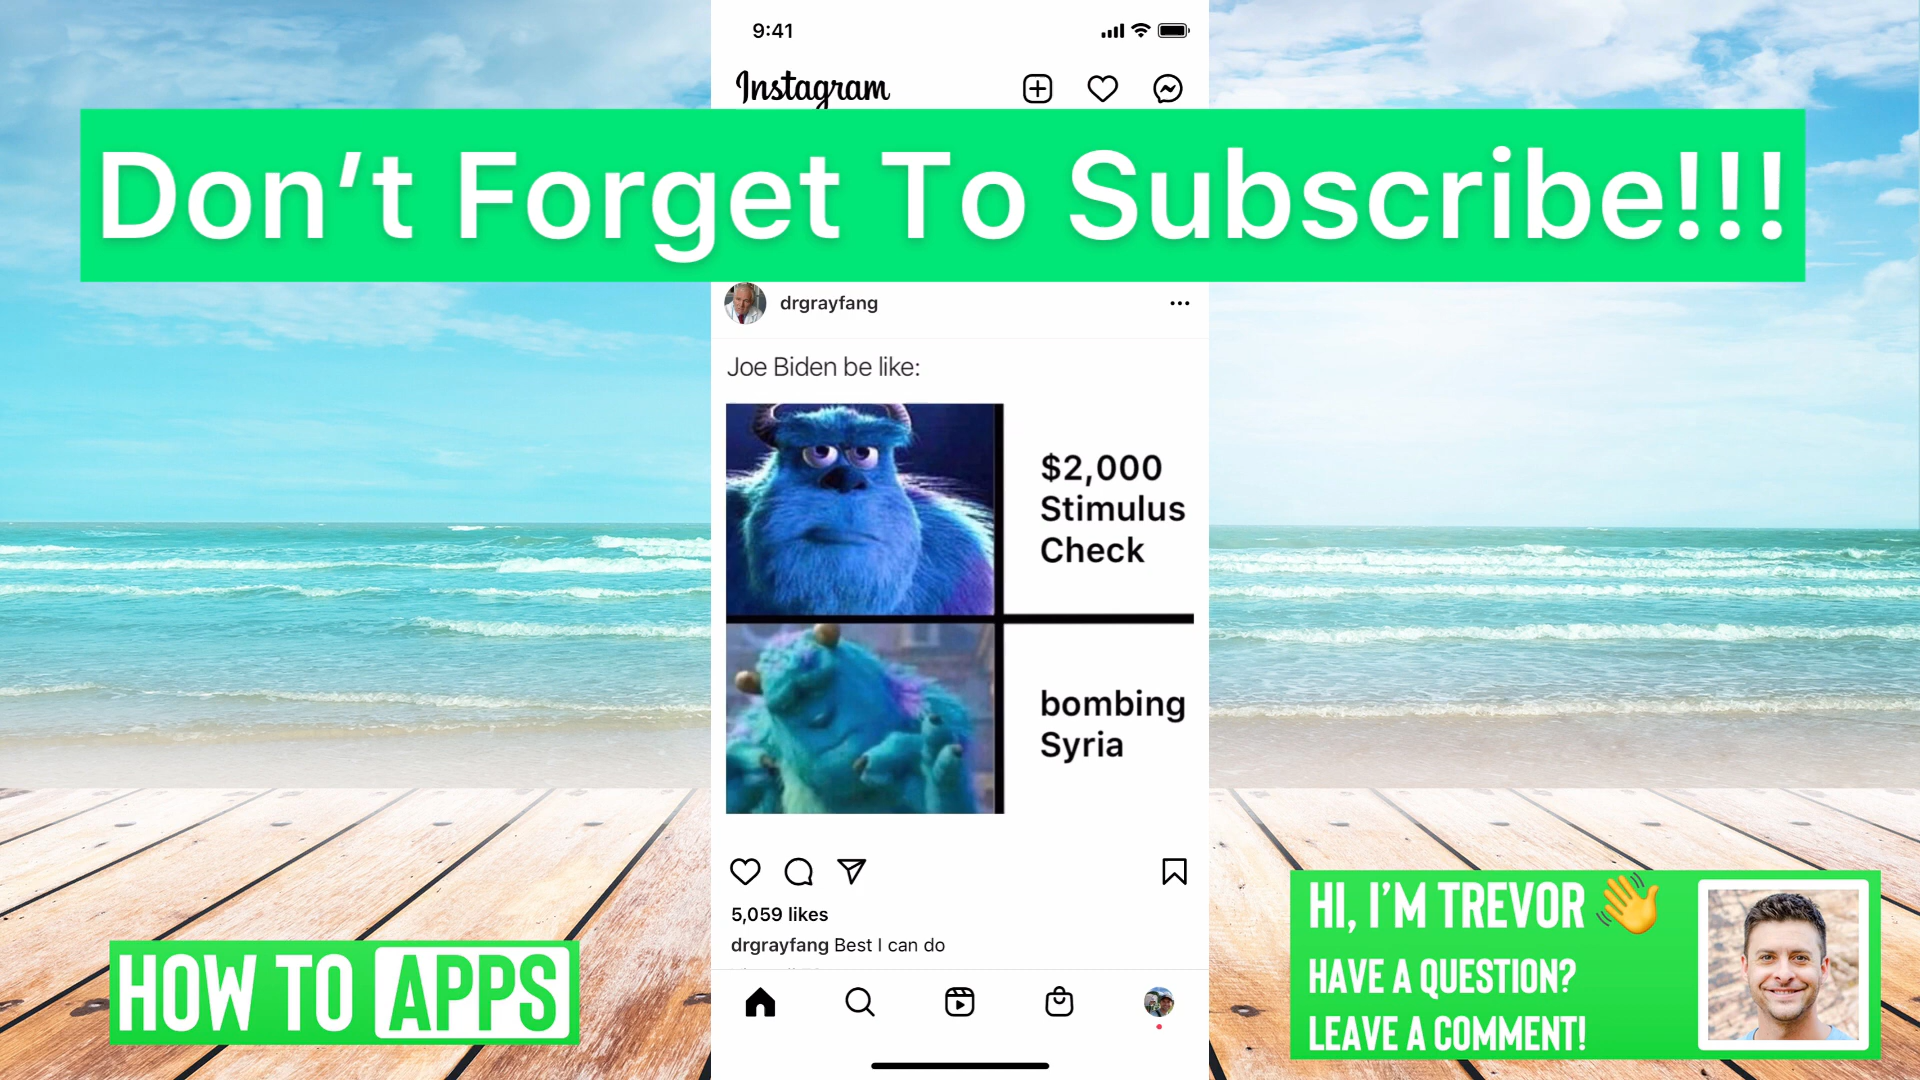 9:41
Instagram
Don’t Forget To Subscribe!!!
drgrayfang
Joe Biden be like:
$2,000
Stimulus
Check
bombing
Syria
5,059 likes
drgrayfang Best I can do
HOW TO APPS
HI, I’M TREVOR 👋
HAVE A QUESTION?
LEAVE A COMMENT!